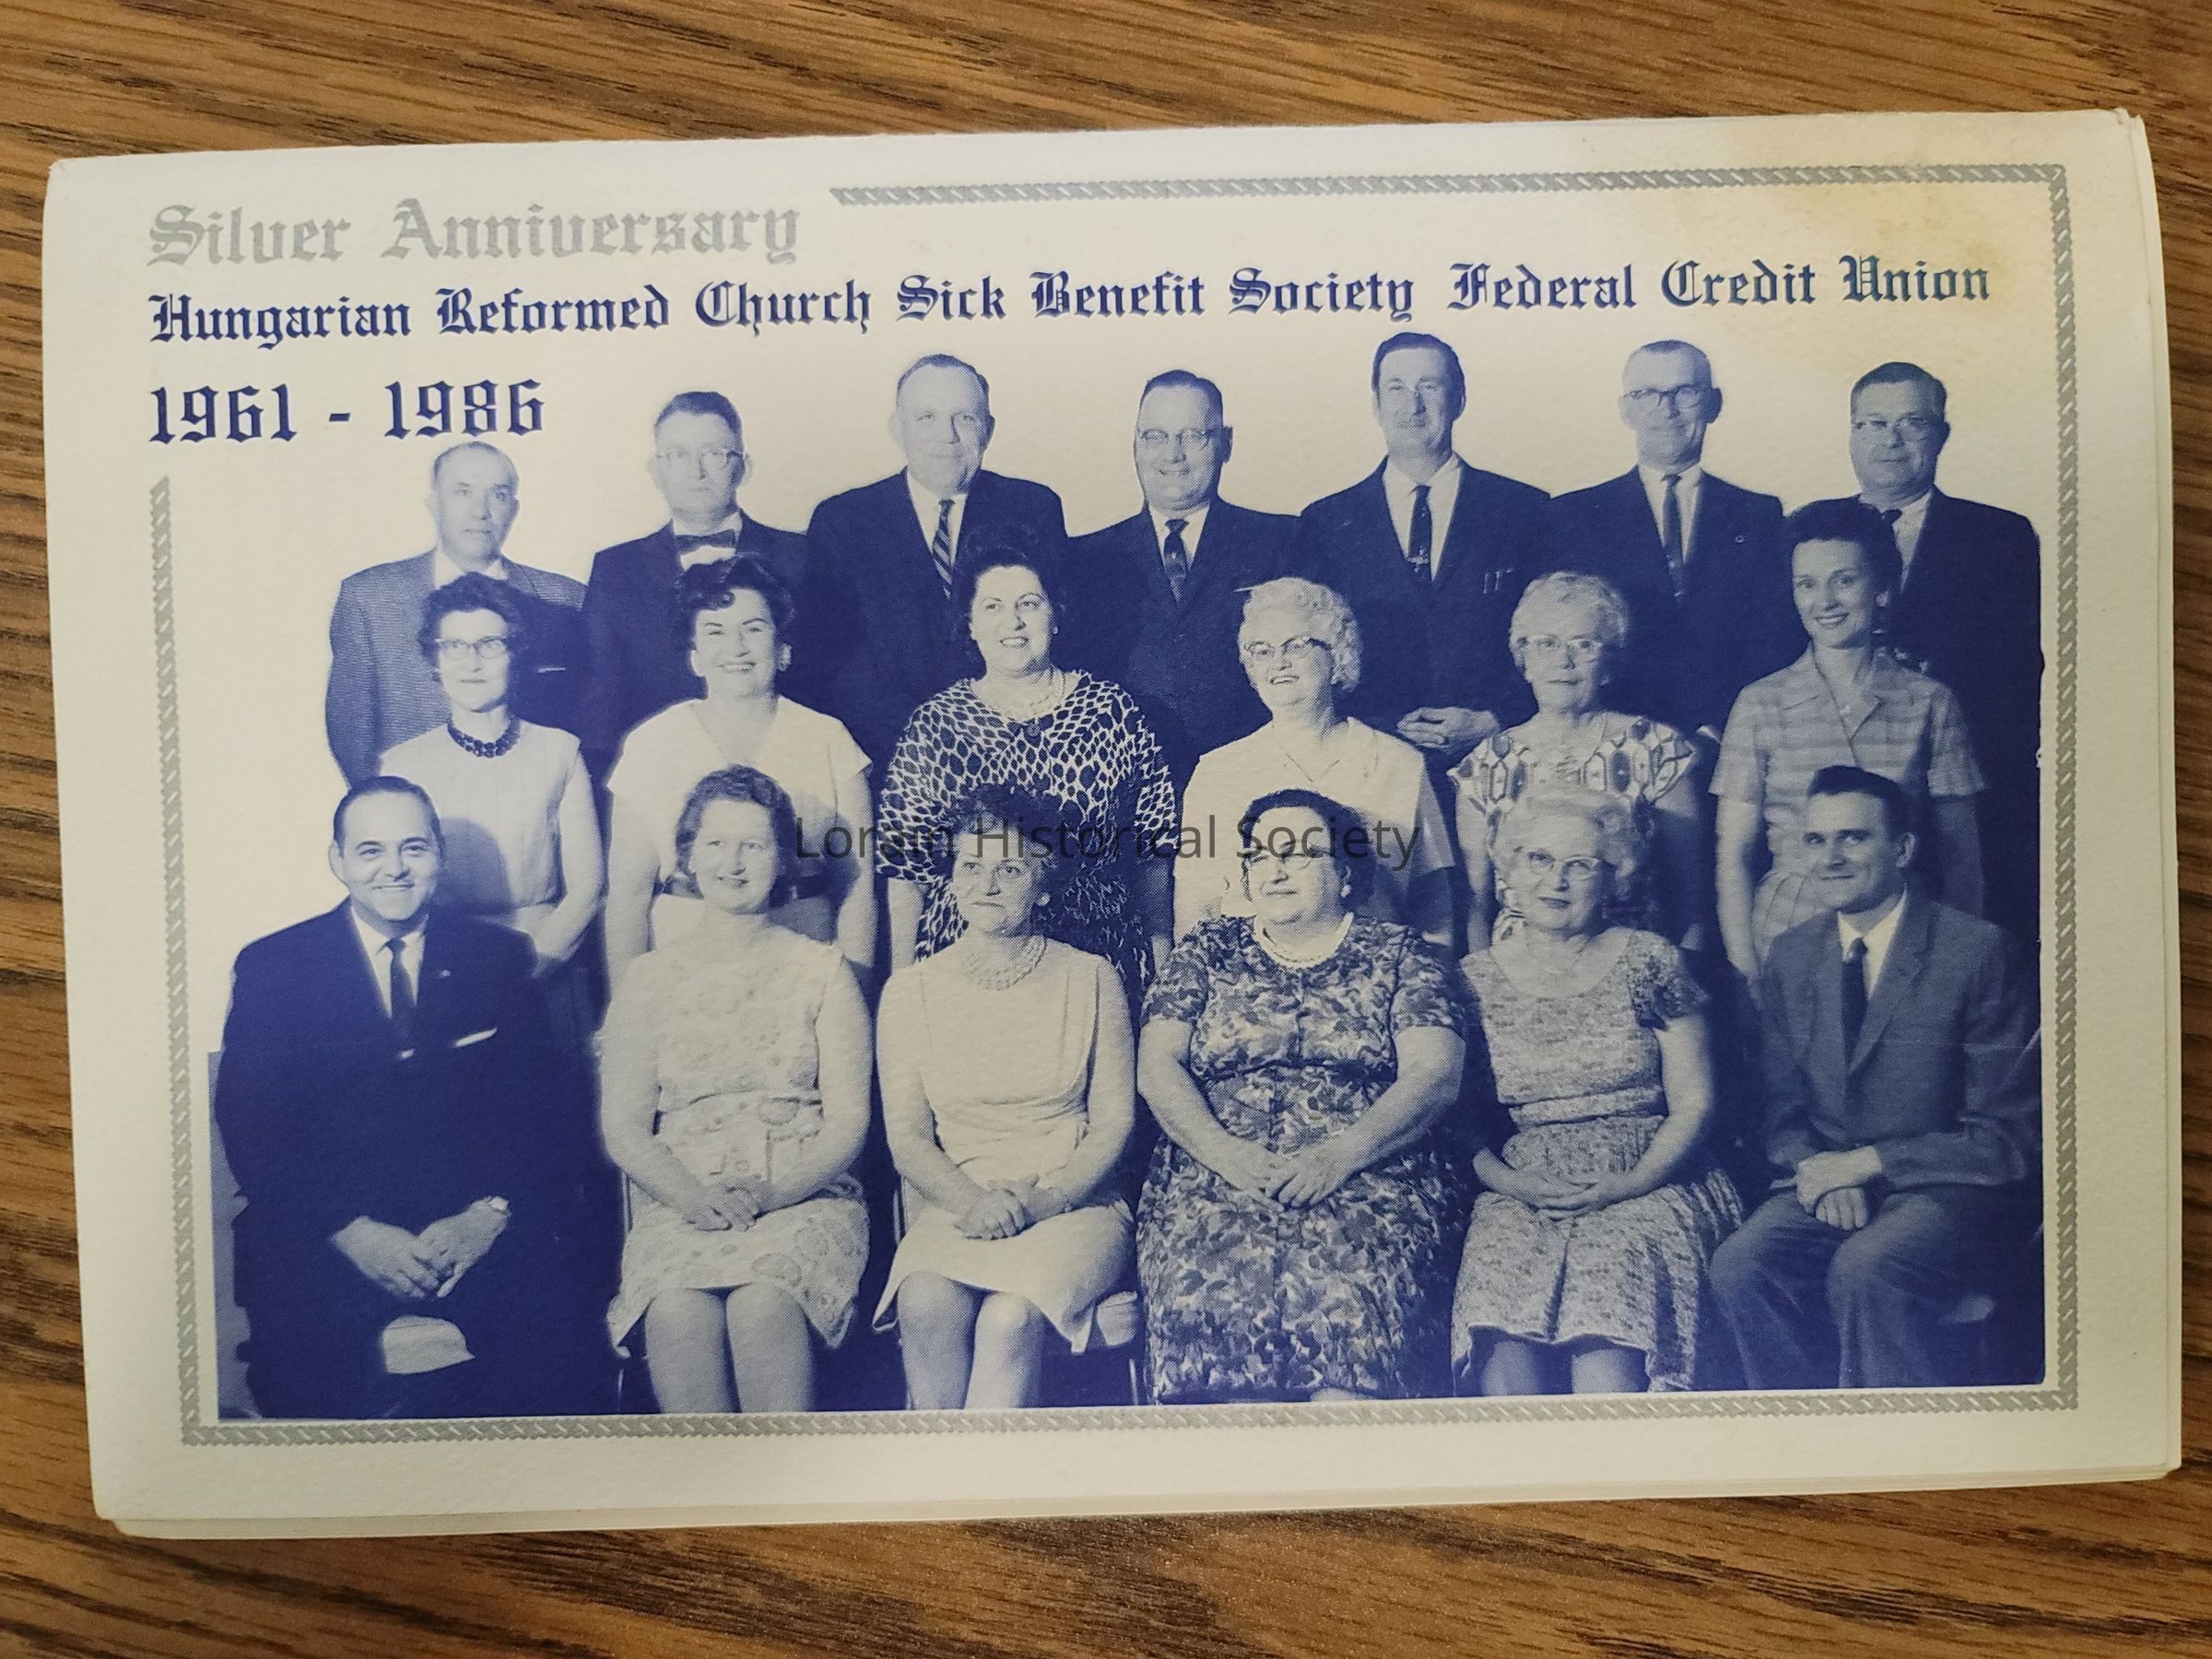 Silver Anniversary
Hungarian Reformed Church Sick Benefit Society Federal Credit Union
1961 - 1986
Lorain Historical Society